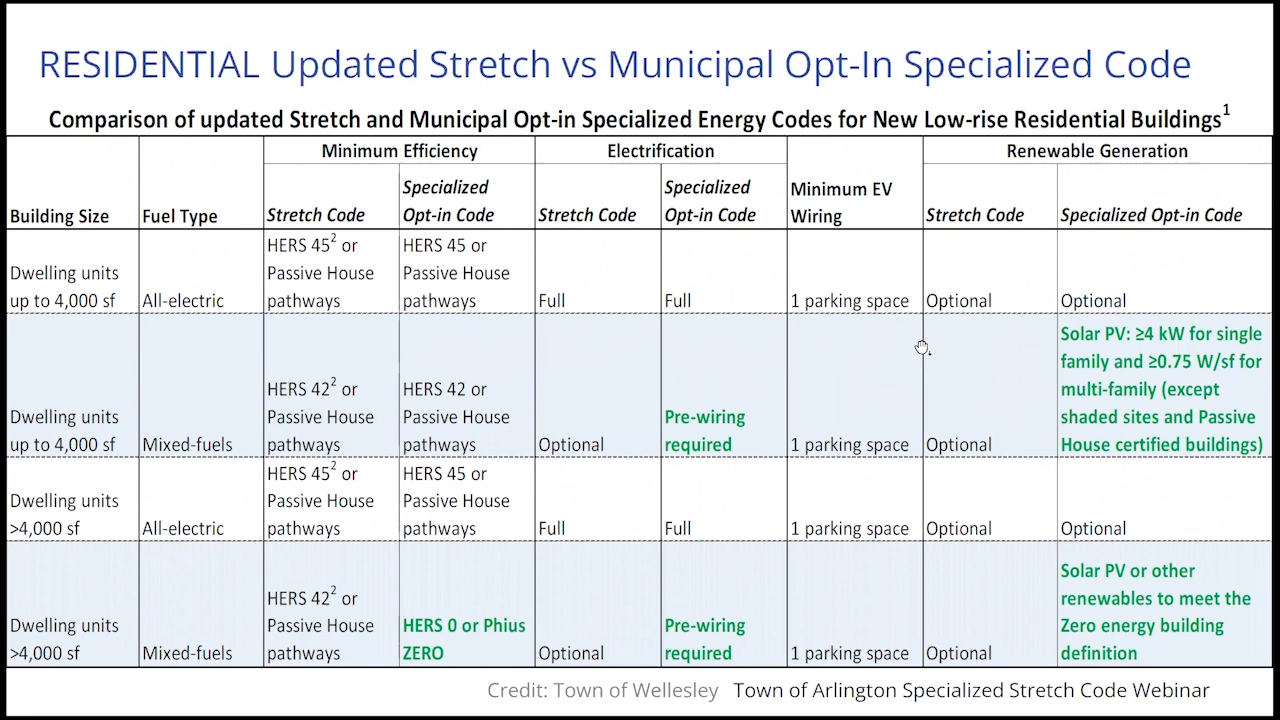 RESIDENTIAL Updated Stretch vs Municipal Opt-In Specialized Code
Comparison of updated Stretch and Municipal Opt-in Specialized Energy Codes for New Low-rise Residential Buildings1
Minimum Efficiency
Electrification
Renewable Generation
Building Size
Fuel Type
Stretch Code
Specialized
Opt-in Code
Stretch Code
Specialized
Opt-in Code
Minimum EV
Wiring
Stretch Code
Specialized Opt-in Code
Dwelling units
up to 4,000 sf
All-electric
HERS 452 or
Passive House
pathways
HERS 45 or
Passive House
pathways
Full
Full
1 parking space
Optional
Optional
Dwelling units
up to 4,000 sf
Mixed-fuels
HERS 422 or
Passive House
pathways
HERS 42 or
Passive House
pathways
Optional
Pre-wiring
required
1 parking space
Optional
Solar PV: ≥4 kW for single
family and ≥0.75 W/sf for
multi-family (except
shaded sites and Passive
House certified buildings)
Dwelling units
>4,000 sf
All-electric
HERS 452 or
Passive House
pathways
HERS 45 or
Passive House
pathways
Full
Full
1 parking space
Optional
Optional
Dwelling units
>4,000 sf
Mixed-fuels
HERS 422 or
Passive House
pathways
HERS 0 or Phius
ZERO
Optional
Pre-wiring
required
1 parking space
Optional
Solar PV or other
renewables to meet the
Zero energy building
definition
Credit: Town of Wellesley Town of Arlington Specialized Stretch Code Webinar